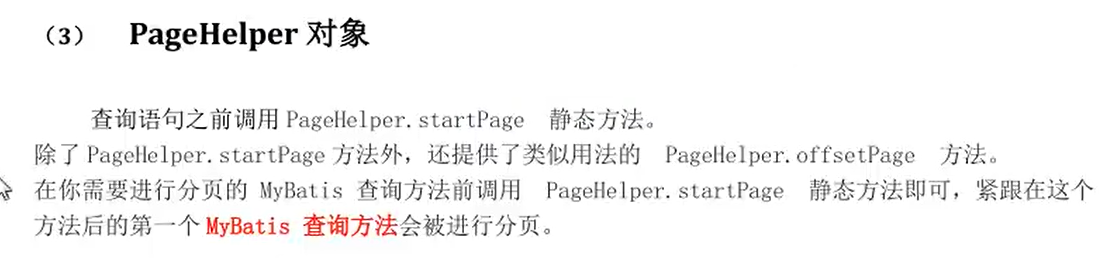 （3） PageHelper 对象
查询语句之前调用 PageHelper.startPage 静态方法。
除了 PageHelper.startPage 方法外，还提供了类似用法的 PageHelper.offsetPage 方法。
在你需要进行分页的 MyBatis 查询方法前调用 PageHelper.startPage 静态方法即可，紧跟在这个
方法后的第一个 MyBatis 查询方法会被进行分页。